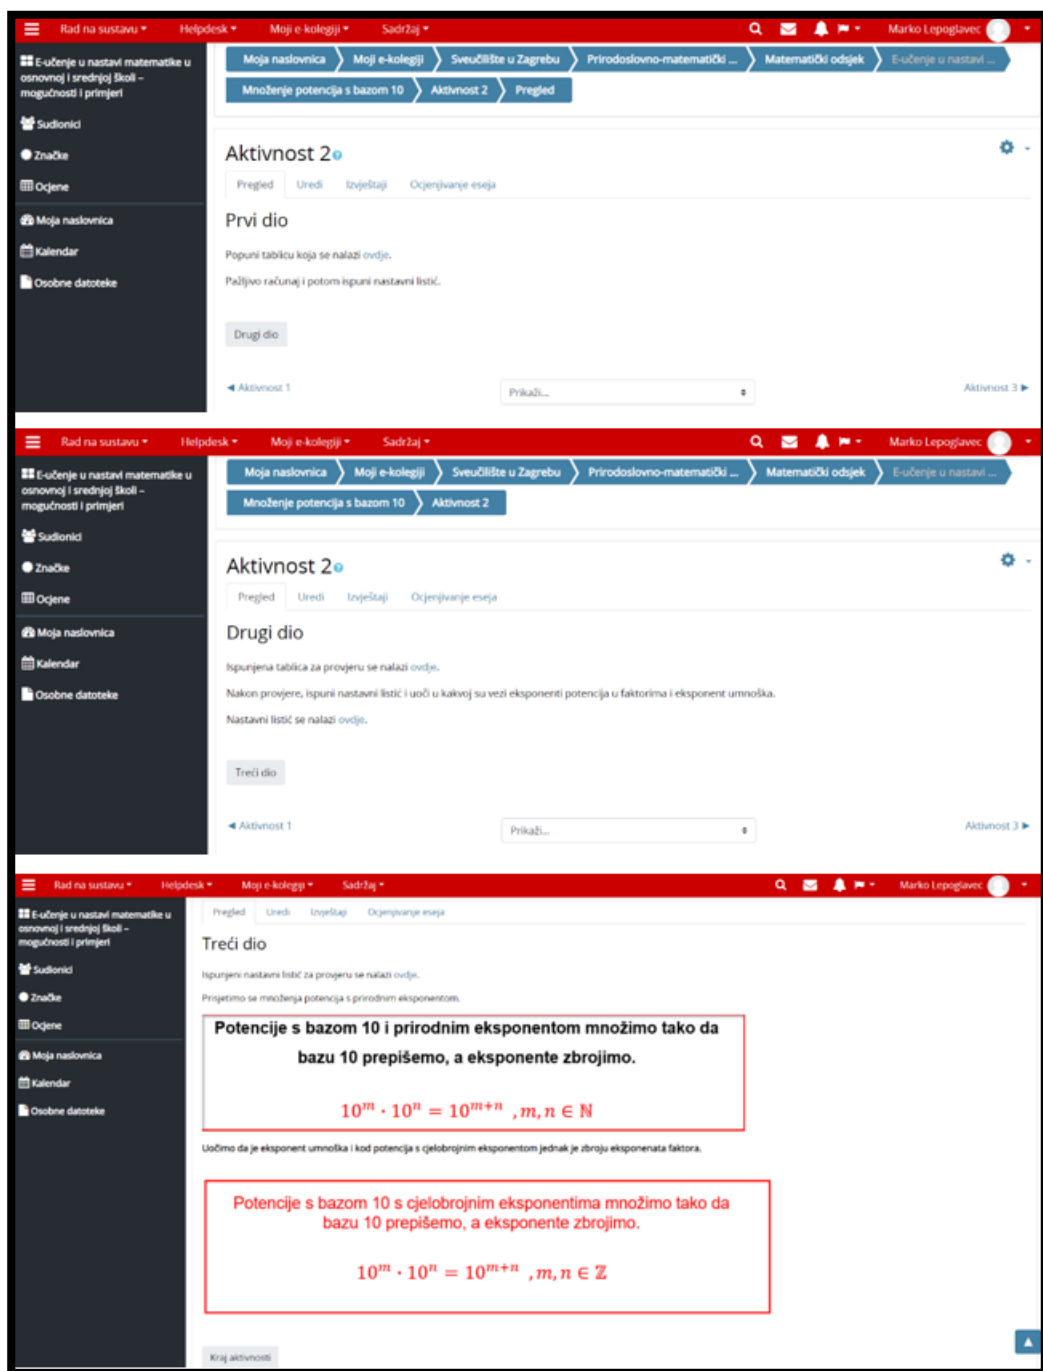 Rad na sustavu Helpdesk Moji e-kolegiji Sadržaj Marko Lepoglavec
E-učenje u nastavi matematike u
osnovnoj i srednjoj školi –
mogućnosti i primjeri
Sudionici
Značke
Ocjene
Moja naslovnica
Kalendar
Osobne datoteke
Moja naslovnica Moji e-kolegiji Sveučilište u Zagrebu Prirodoslovno-matematički ... Matematički odsjek E-učenje u nastavi ...
Množenje potencija s bazom 10 Aktivnost 2 Pregled
Aktivnost 2
Pregled Uredi Izvještaji Ocjenjivanje eseja
Prvi dio
Popuni tablicu koja se nalazi ovdje.
Pažljivo računaj i potom ispuni nastavni listić.
Drugi dio
◄ Aktivnost 1 Prikaži... Aktivnost 3 ►
Rad na sustavu Helpdesk Moji e-kolegiji Sadržaj Marko Lepoglavec
E-učenje u nastavi matematike u
osnovnoj i srednjoj školi –
mogućnosti i primjeri
Sudionici
Značke
Ocjene
Moja naslovnica
Kalendar
Osobne datoteke
Moja naslovnica Moji e-kolegiji Sveučilište u Zagrebu Prirodoslovno-matematički ... Matematički odsjek E-učenje u nastavi ...
Množenje potencija s bazom 10 Aktivnost 2
Aktivnost 2
Pregled Uredi Izvještaji Ocjenjivanje eseja
Drugi dio
Ispunjena tablica za provjeru se nalazi ovdje.
Nakon provjere, ispuni nastavni listić i uoči u kakvoj su vezi eksponenti potencija u faktorima i eksponent umnoška.
Nastavni listić se nalazi ovdje.
Treći dio
◄ Aktivnost 1 Prikaži... Aktivnost 3 ►
Rad na sustavu Helpdesk Moji e-kolegiji Sadržaj Marko Lepoglavec
E-učenje u nastavi matematike u
osnovnoj i srednjoj školi –
mogućnosti i primjeri
Sudionici
Značke
Ocjene
Moja naslovnica
Kalendar
Osobne datoteke
Pregled Uredi Izvještaji Ocjenjivanje eseja
Treći dio
Ispunjeni nastavni listić za provjeru se nalazi ovdje.
Prisjetimo se množenja potencija s prirodnim eksponentom.
Potencije s bazom 10 i prirodnim eksponentom množimo tako da
bazu 10 prepišemo, a eksponente zbrojimo.
10^m · 10^n = 10^{m+n} , m, n ∈ ℕ
Uočimo da je eksponent umnoška i kod potencija s cjelobrojnim eksponentom jednak je zbroju eksponenata faktora.
Potencije s bazom 10 s cjelobrojnim eksponentima množimo tako da
bazu 10 prepišemo, a eksponente zbrojimo.
10^m · 10^n = 10^{m+n} , m, n ∈ ℤ
Kraj aktivnosti